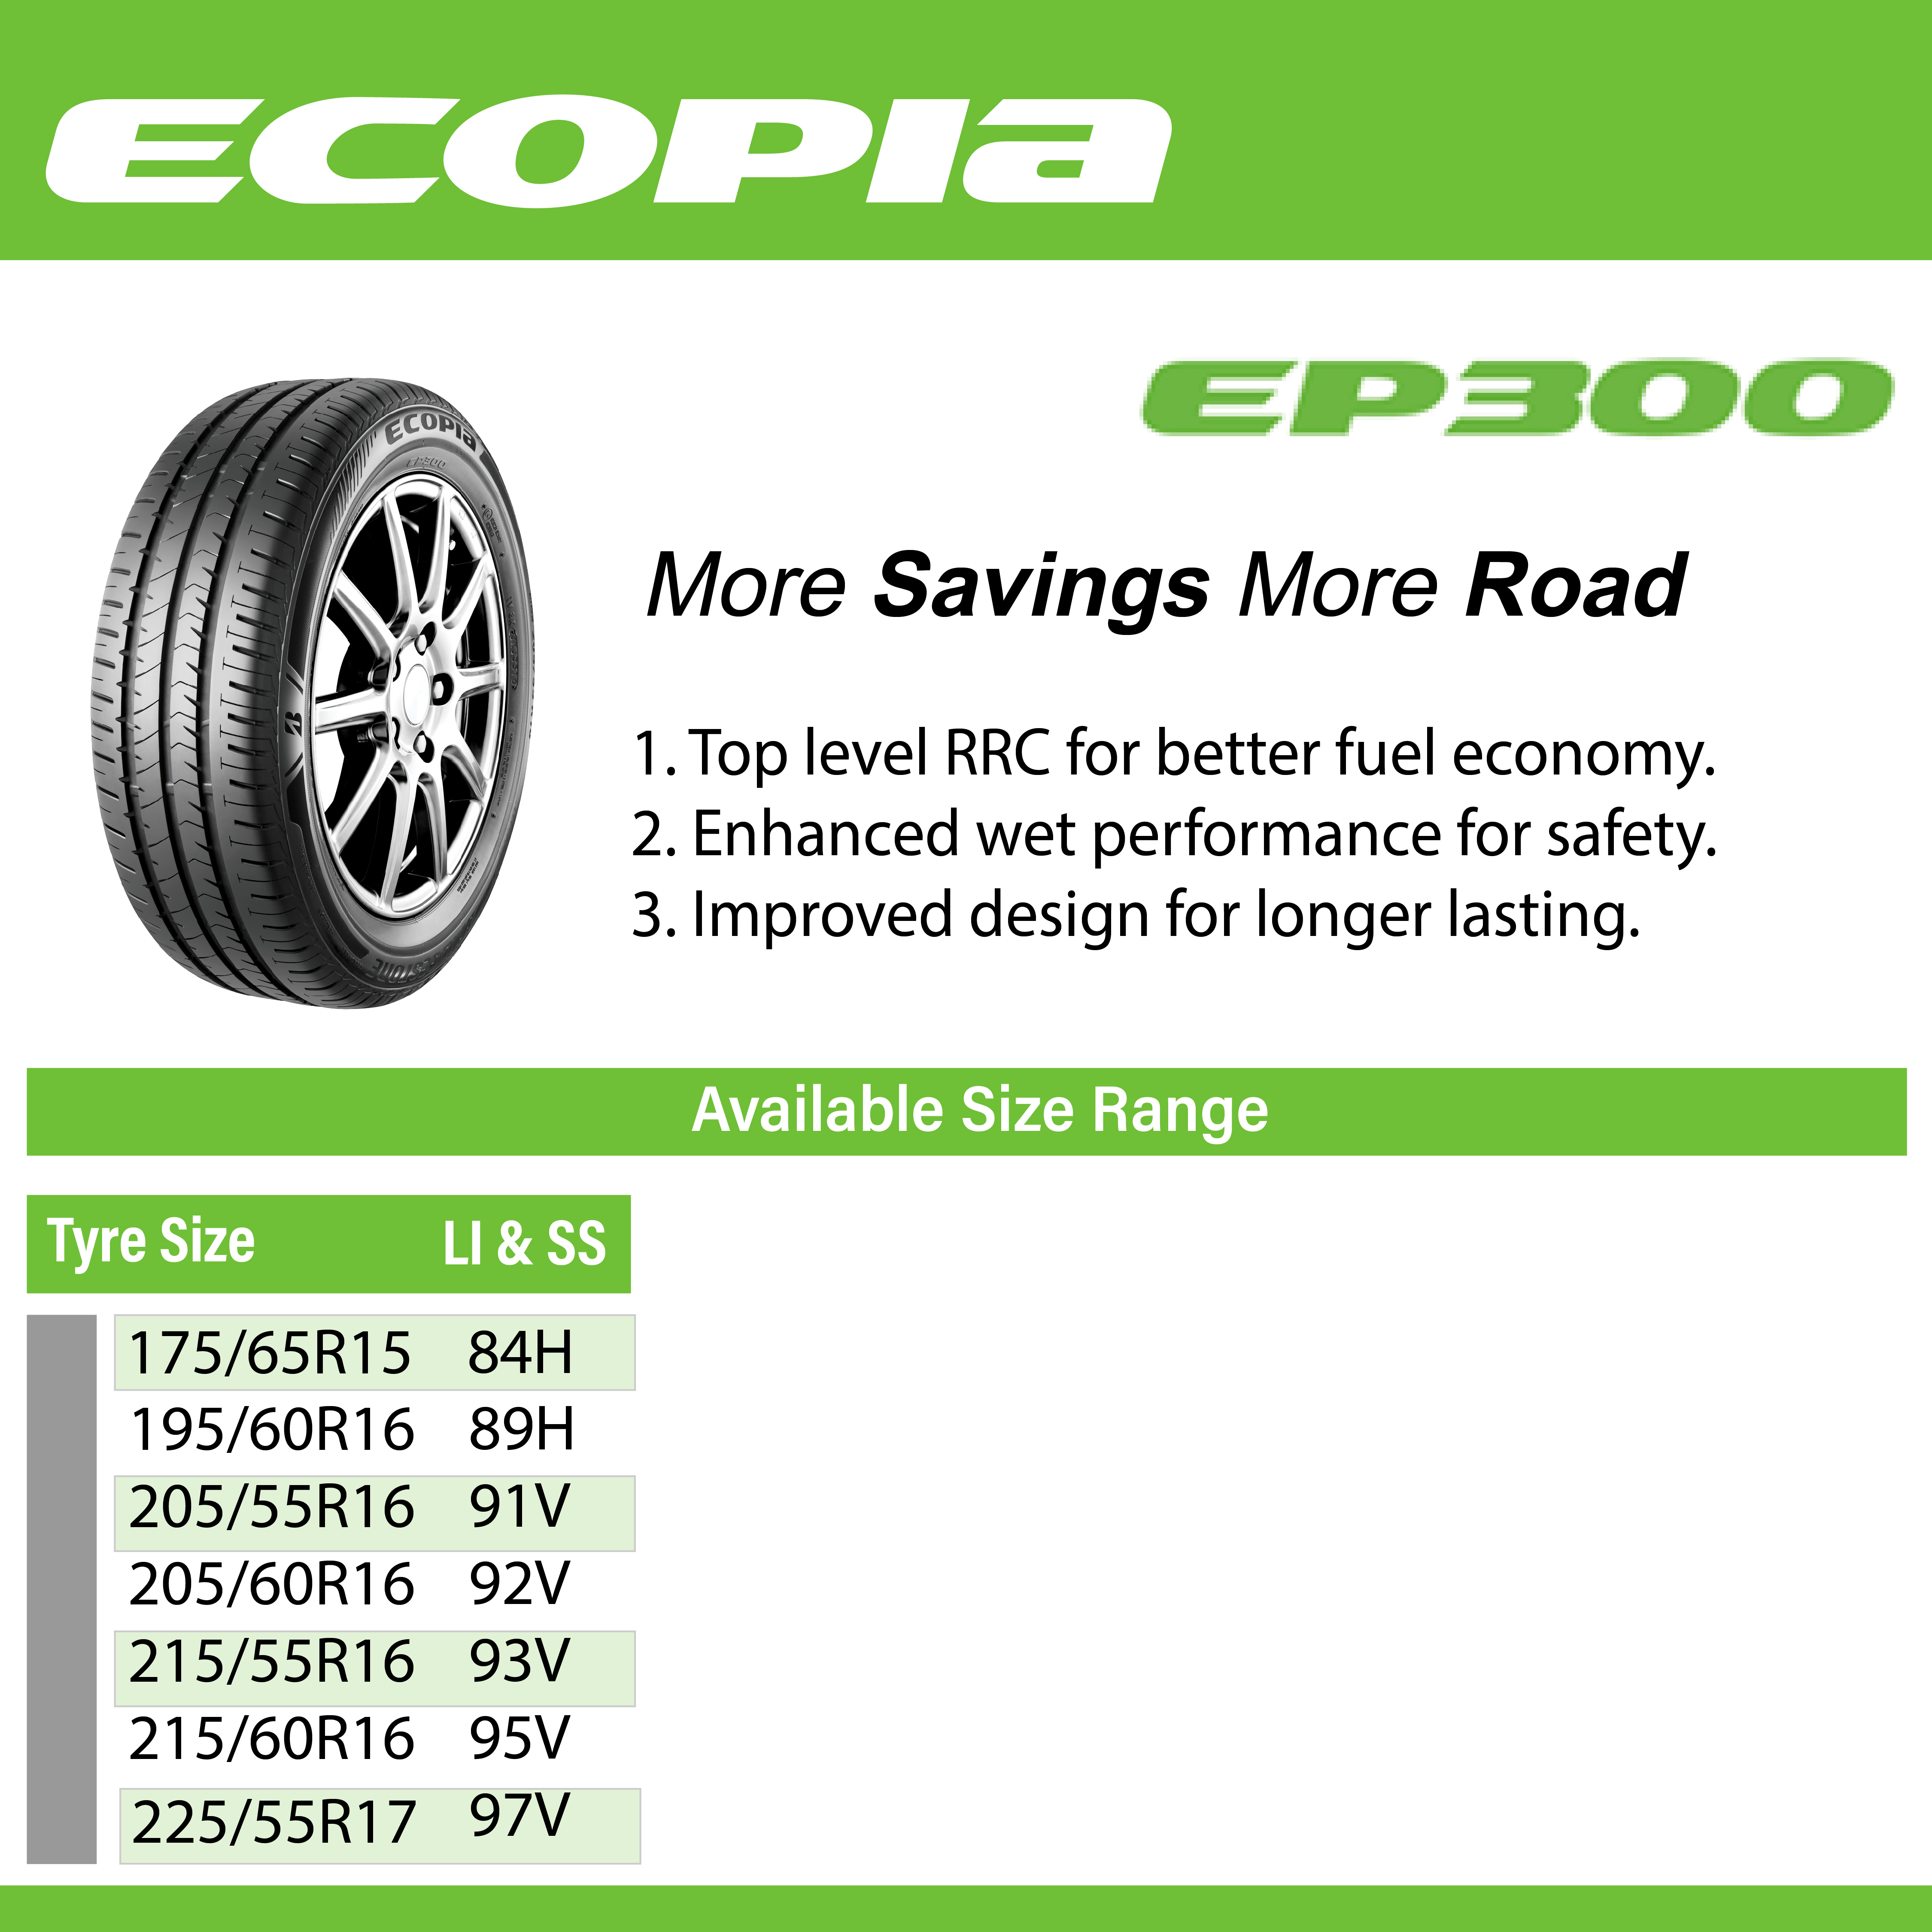 ECOPIA
EP300
ECOPIA
EP300
More Savings More Road
1. Top level RRC for better fuel economy.
2. Enhanced wet performance for safety.
3. Improved design for longer lasting.
Available Size Range
Tyre Size LI & SS
175/65R15 84H
195/60R16 89H
205/55R16 91V
205/60R16 92V
215/55R16 93V
215/60R16 95V
225/55R17 97V